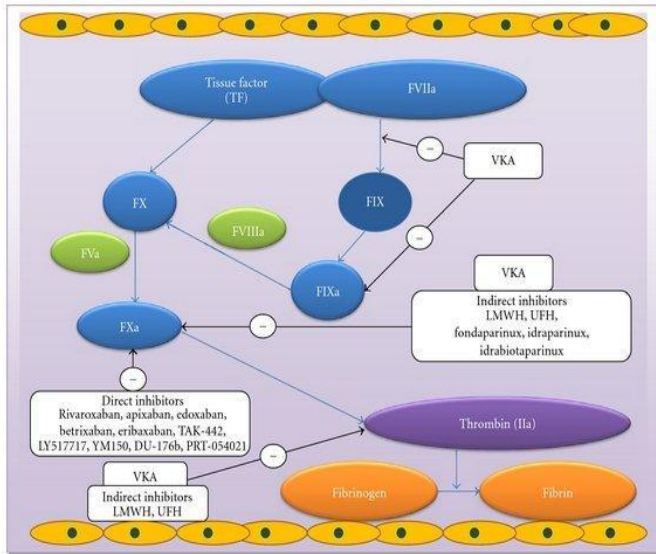 Tissue factor
(TF)
FVIIa
VKA
FX
FIX
FVIIIa
FVa
FIXa
VKA
Indirect inhibitors
LMWH, UFH,
fondaparinux, idraparinux,
idrabiotaparinux
FXa
Direct inhibitors
Rivaroxaban, apixaban, edoxaban,
betrixaban, eribaxaban, TAK-442,
LY517717, YM150, DU-176b, PRT-054021
Thrombin (IIa)
VKA
Indirect inhibitors
LMWH, UFH
Fibrinogen
Fibrin